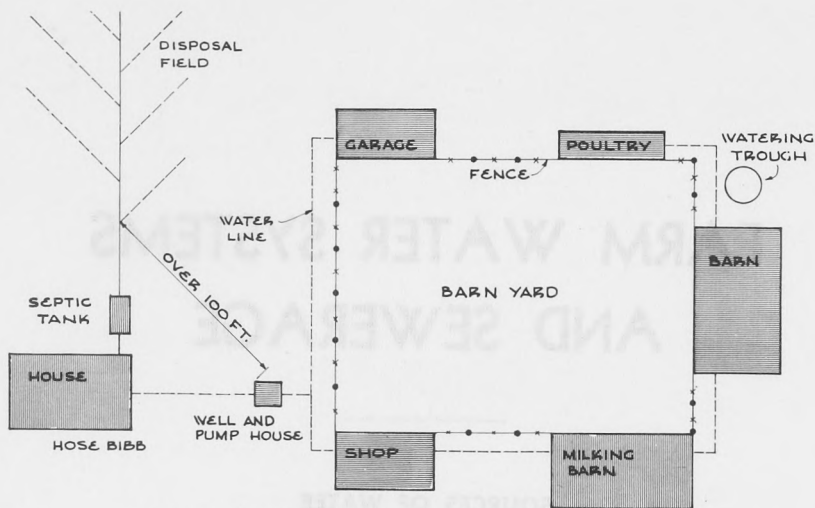 DISPOSAL
FIELD
GARAGE
POULTRY
WATERING
TROUGH
FENCE
WATER
LINE
OVER 100 FT.
BARN
BARN YARD
SEPTIC
TANK
HOUSE
WELL AND
PUMP HOUSE
HOSE BIBB
SHOP
MILKING
BARN